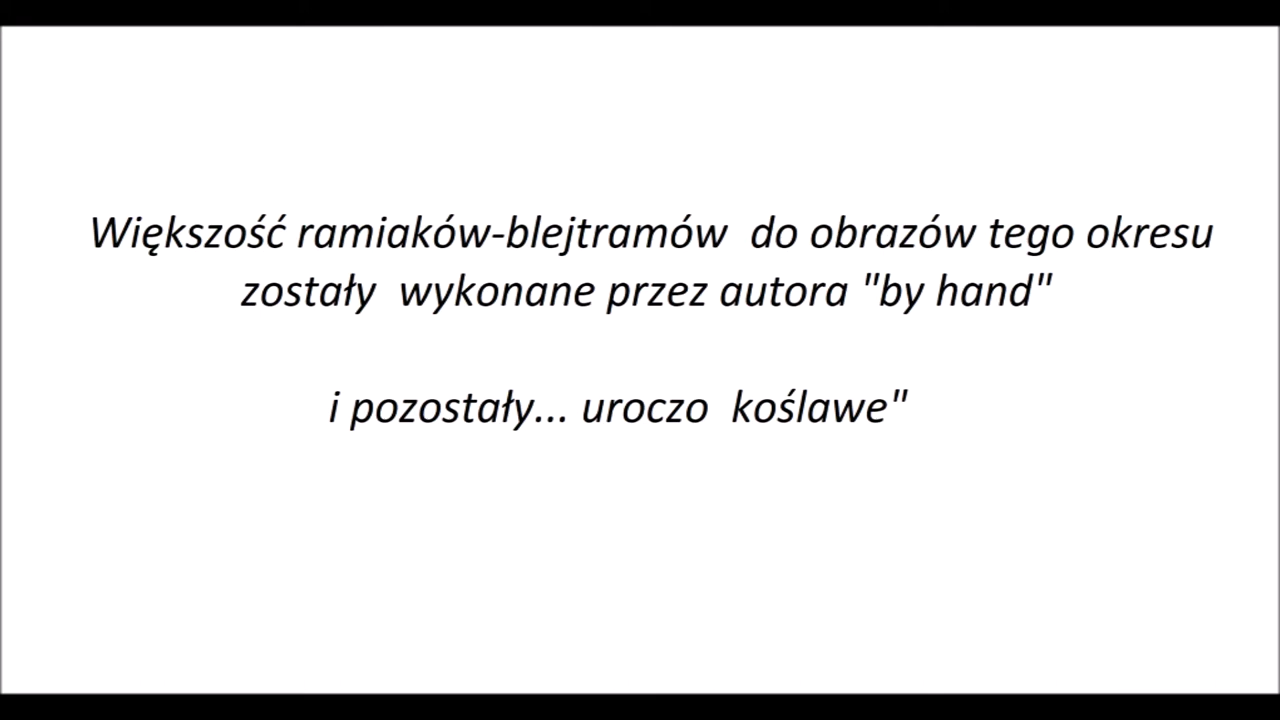 Większość ramiaków-blejtramów  do obrazów tego okresu
zostały  wykonane przez autora "by hand"
i pozostały... uroczo  koślawe"